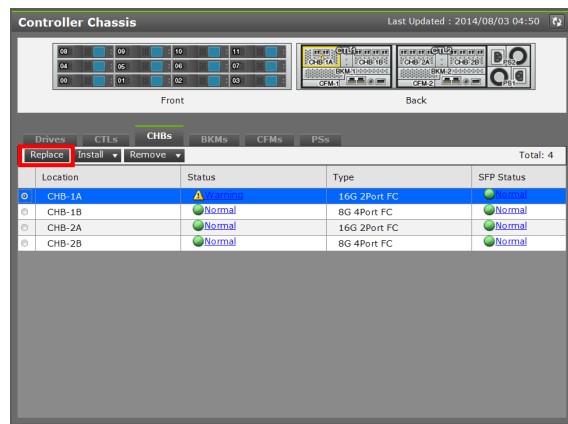 Controller Chassis Last Updated : 2014/08/03 04:50
08 09 10 11
04 05 06 07
00 01 02 03
CTL1 CTL2
CHB-1A CHB-1B CHB-2A CHB-2B PS2
BKM-1 BKM-2
CFM-1 CFM-2 PS1
Front Back
Drives CTLs CHBs BKMs CFMs PSs
Replace Install Remove Total: 4
Location Status Type SFP Status
CHB-1A Warning 16G 2Port FC Normal
CHB-1B Normal 8G 4Port FC Normal
CHB-2A Normal 16G 2Port FC Normal
CHB-2B Normal 8G 4Port FC Normal